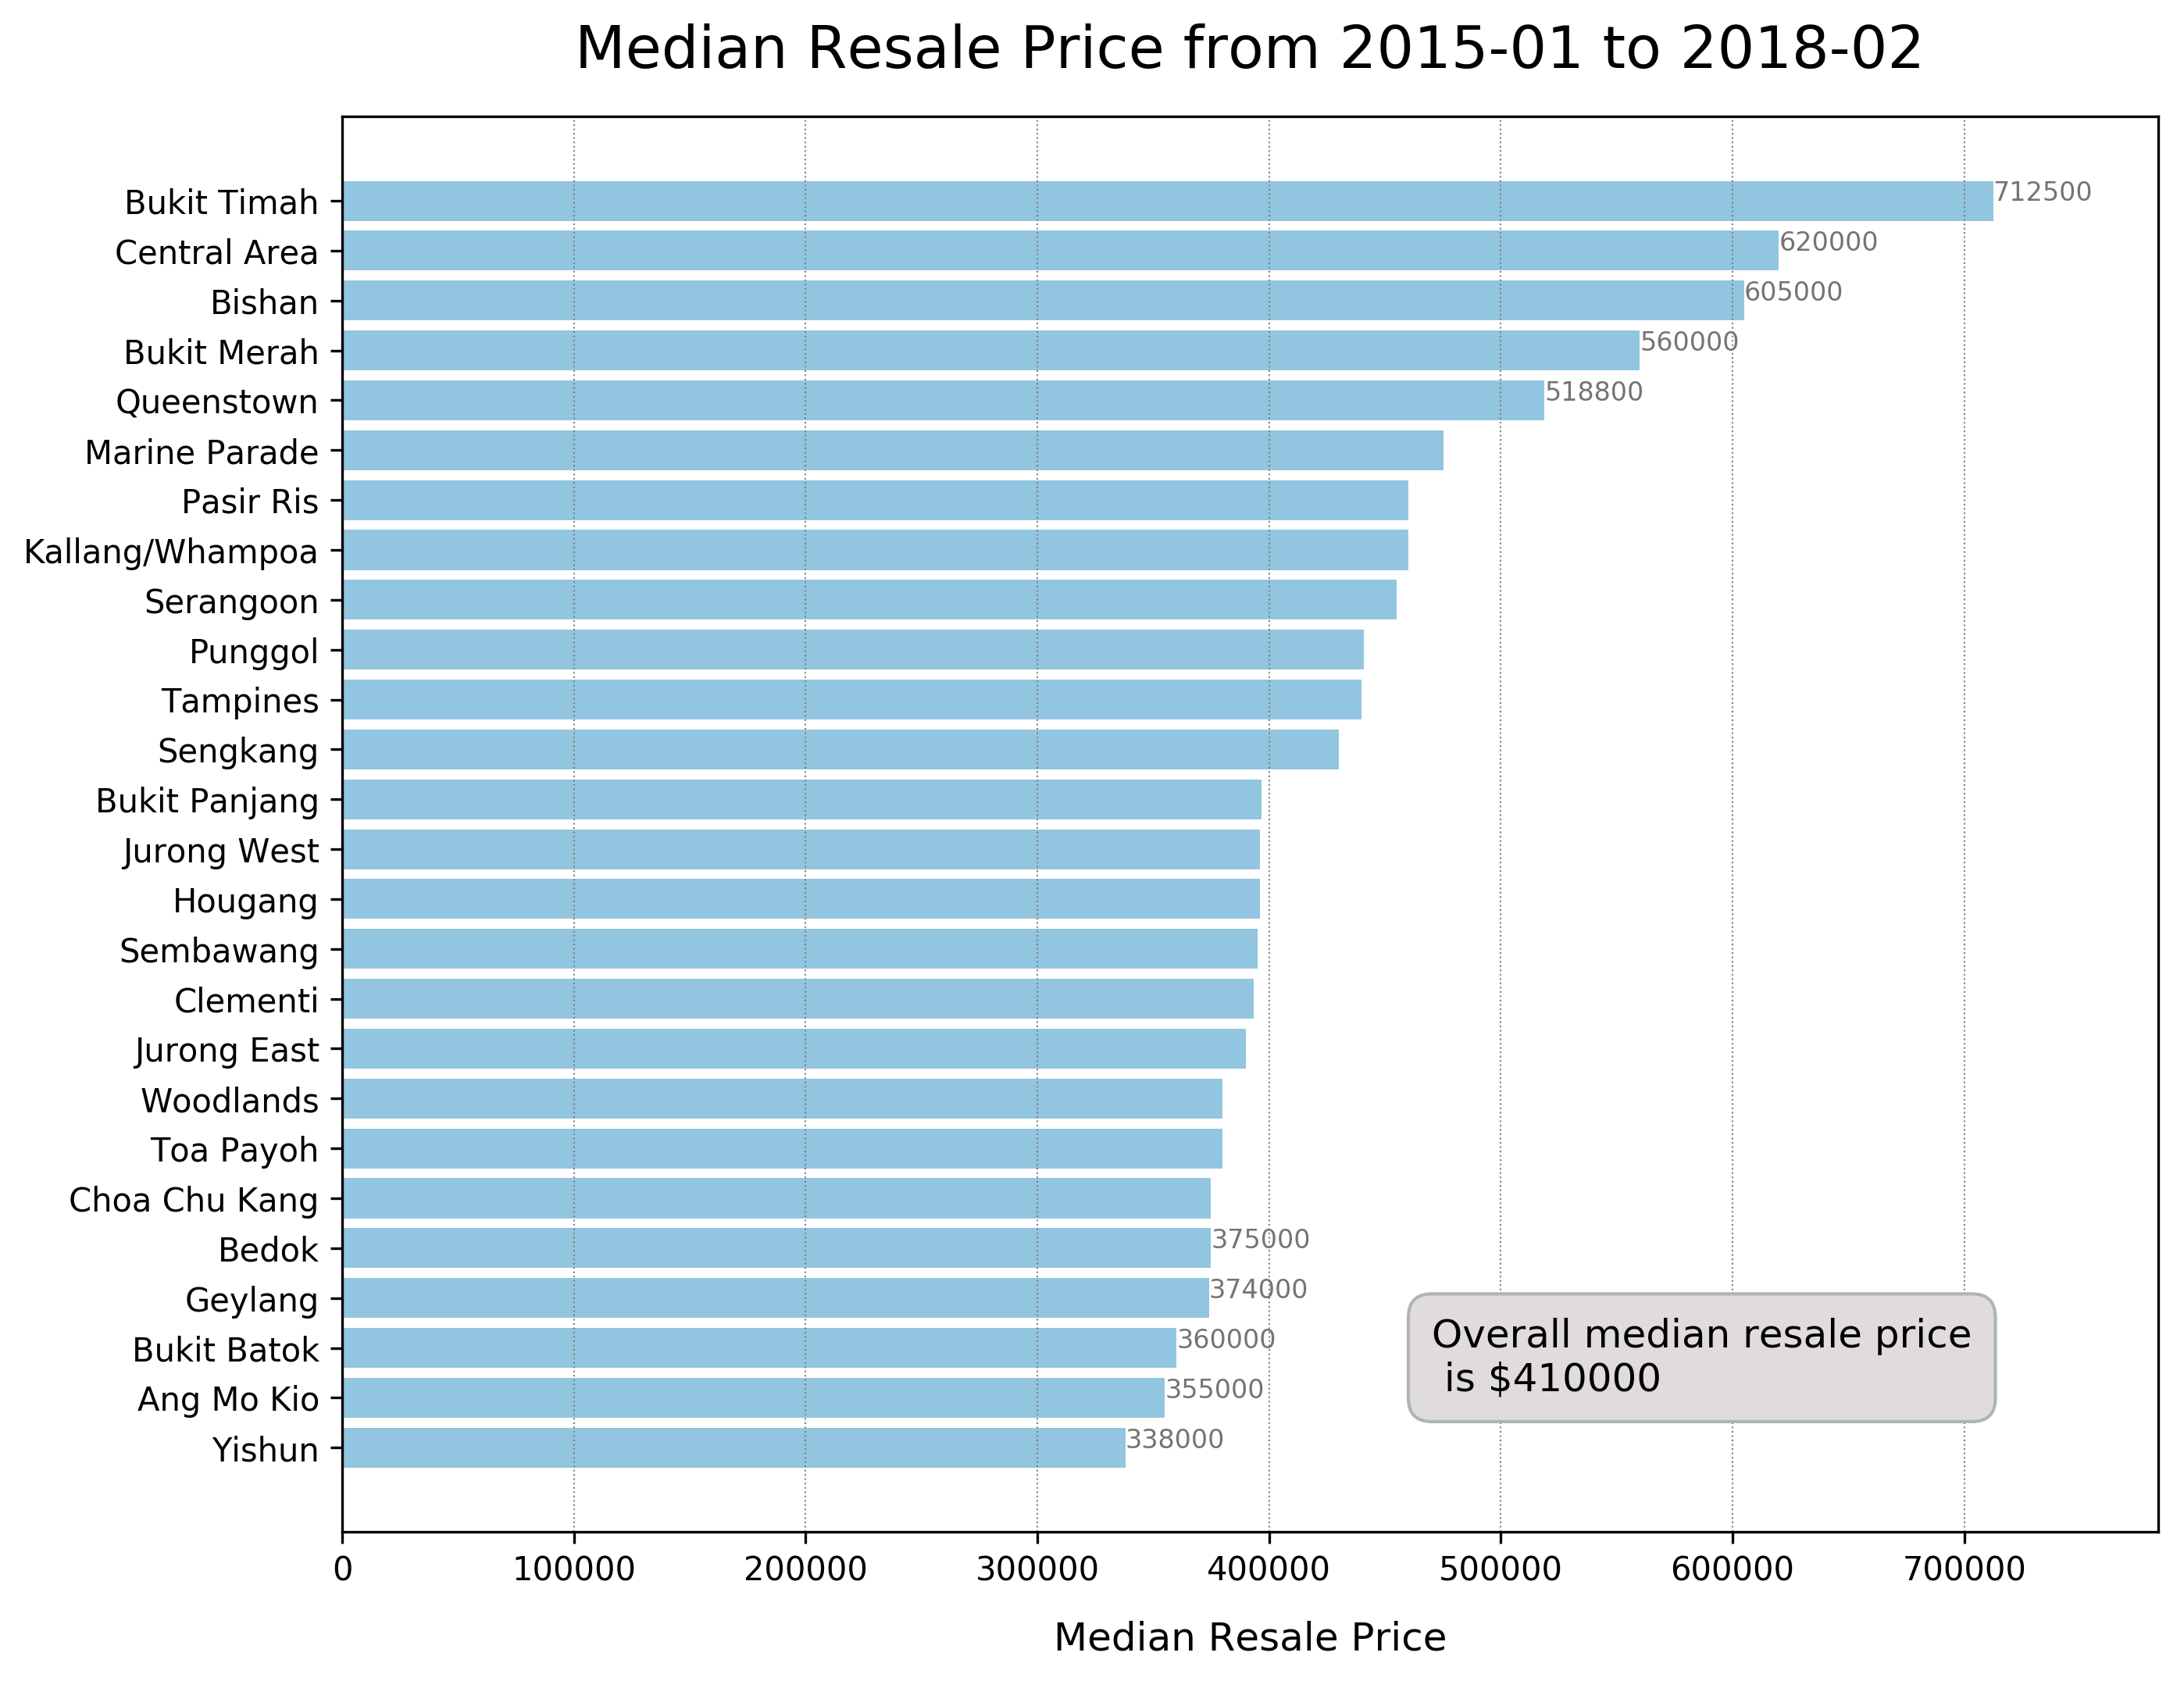 Median Resale Price from 2015-01 to 2018-02
Bukit Timah 712500
Central Area 620000
Bishan 605000
Bukit Merah 560000
Queenstown 518800
Marine Parade
Pasir Ris
Kallang/Whampoa
Serangoon
Punggol
Tampines
Sengkang
Bukit Panjang
Jurong West
Hougang
Sembawang
Clementi
Jurong East
Woodlands
Toa Payoh
Choa Chu Kang
Bedok 375000
Geylang 374000
Bukit Batok 360000
Ang Mo Kio 355000
Yishun 338000
Overall median resale price
is $410000
0 100000 200000 300000 400000 500000 600000 700000
Median Resale Price